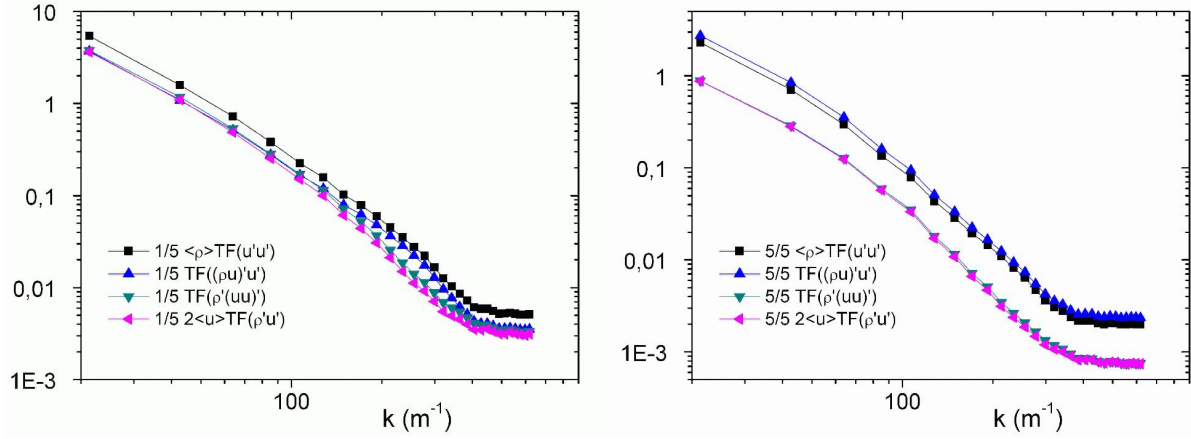 10
1
0,1
0,01
1E-3
1/5 <ρ>TF(u'u')
1/5 TF((ρu)'u')
1/5 TF(ρ'(uu)')
1/5 2<u>TF(ρ'u')
100
k (m⁻¹)
1
0,1
0,01
1E-3
5/5 <ρ>TF(u'u')
5/5 TF((ρu)'u')
5/5 TF(ρ'(uu)')
5/5 2<u>TF(ρ'u')
100
k (m⁻¹)